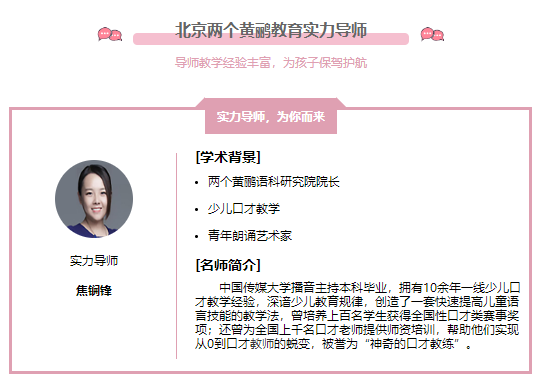 北京两个黄鹂教育实力导师
导师教学经验丰富，为孩子保驾护航
实力导师，为你而来
[学术背景]
• 两个黄鹂语科研究院院长
• 少儿口才教学
• 青年朗诵艺术家
实力导师
焦锎锋
[名师简介]
中国传媒大学播音主持本科毕业，拥有10余年一线少儿口
才教学经验，深谙少儿教育规律，创造了一套快速提高儿童语
言技能的教学法，曾培养上百名学生获得全国性口才类赛事奖
项；还曾为全国上千名口才老师提供师资培训，帮助他们实现
从0到口才教师的蜕变，被誉为“神奇的口才教练”。